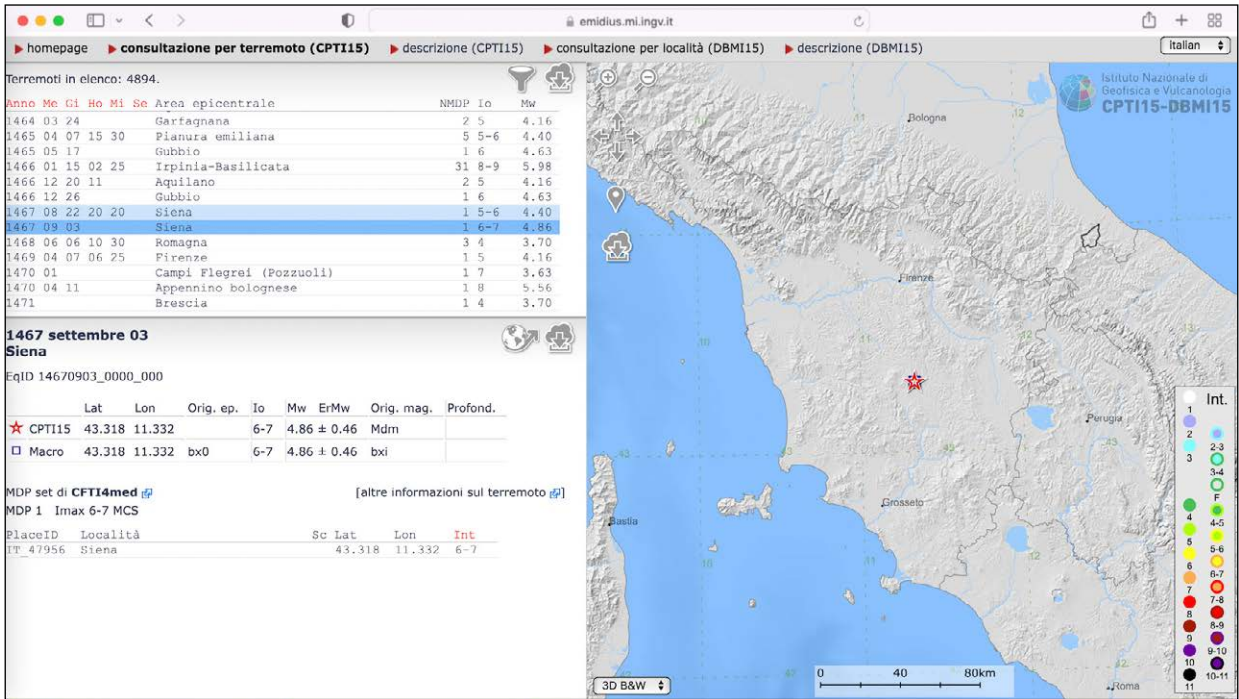 emidius.mi.ingv.it
homepage consultazione per terremoto (CPTI15) descrizione (CPTI15) consultazione per località (DBMI15) descrizione (DBMI15) Italian
Terremoti in elenco: 4894.
Anno Me Gi Ho Mi Se Area epicentrale NMDP Io Mw
1464 03 24 Garfagnana 2 5 4.16
1465 04 07 15 30 Pianura emiliana 5 5-6 4.40
1465 05 17 Gubbio 1 6 4.63
1466 01 15 02 25 Irpinia-Basilicata 31 8-9 5.98
1466 12 20 11 Aquilano 2 5 4.16
1466 12 26 Gubbio 1 6 4.63
1467 08 22 20 20 Siena 1 5-6 4.40
1467 09 03 Siena 1 6-7 4.86
1468 06 06 10 30 Romagna 3 4 3.70
1469 04 07 06 25 Firenze 1 5 4.16
1470 01 Campi Flegrei (Pozzuoli) 1 7 3.63
1470 04 11 Appennino bolognese 1 8 5.56
1471 Brescia 1 4 3.70
1467 settembre 03
Siena
EqID 14670903_0000_000
Lat Lon Orig. ep. Io Mw ErMw Orig. mag. Profond.
CPTI15 43.318 11.332 6-7 4.86 ± 0.46 Mdm
Macro 43.318 11.332 bx0 6-7 4.86 ± 0.46 bxi
MDP set di CFTI4med [altre informazioni sul terremoto]
MDP 1 Imax 6-7 MCS
PlaceID Località Sc Lat Lon Int
IT_47956 Siena 43.318 11.332 6-7
Istituto Nazionale di
Geofisica e Vulcanologia
CPTI15-DBMI15
11
12
Bologna
Firenze
13
12
10
Perugia
43
43
43
Grosseto
Bastia
12
10
11
42
42
Roma
0 40 80km
3D B&W
Int.
1
2
2-3
3
3-4
F
4
4-5
5
5-6
6
6-7
7
7-8
8
8-9
9
9-10
10
10-11
11